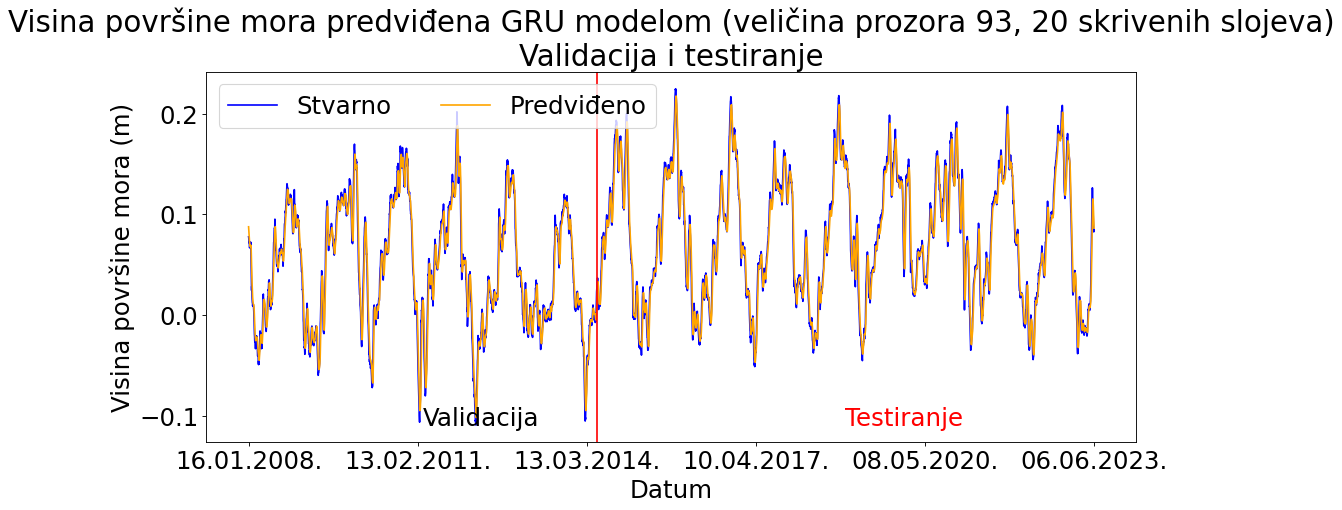 Visina površine mora predviđena GRU modelom (veličina prozora 93, 20 skrivenih slojeva)
Validacija i testiranje
Stvarno
Predviđeno
Visina površine mora (m)
0.2
0.1
0.0
−0.1
Validacija
Testiranje
16.01.2008.
13.02.2011.
13.03.2014.
10.04.2017.
08.05.2020.
06.06.2023.
Datum